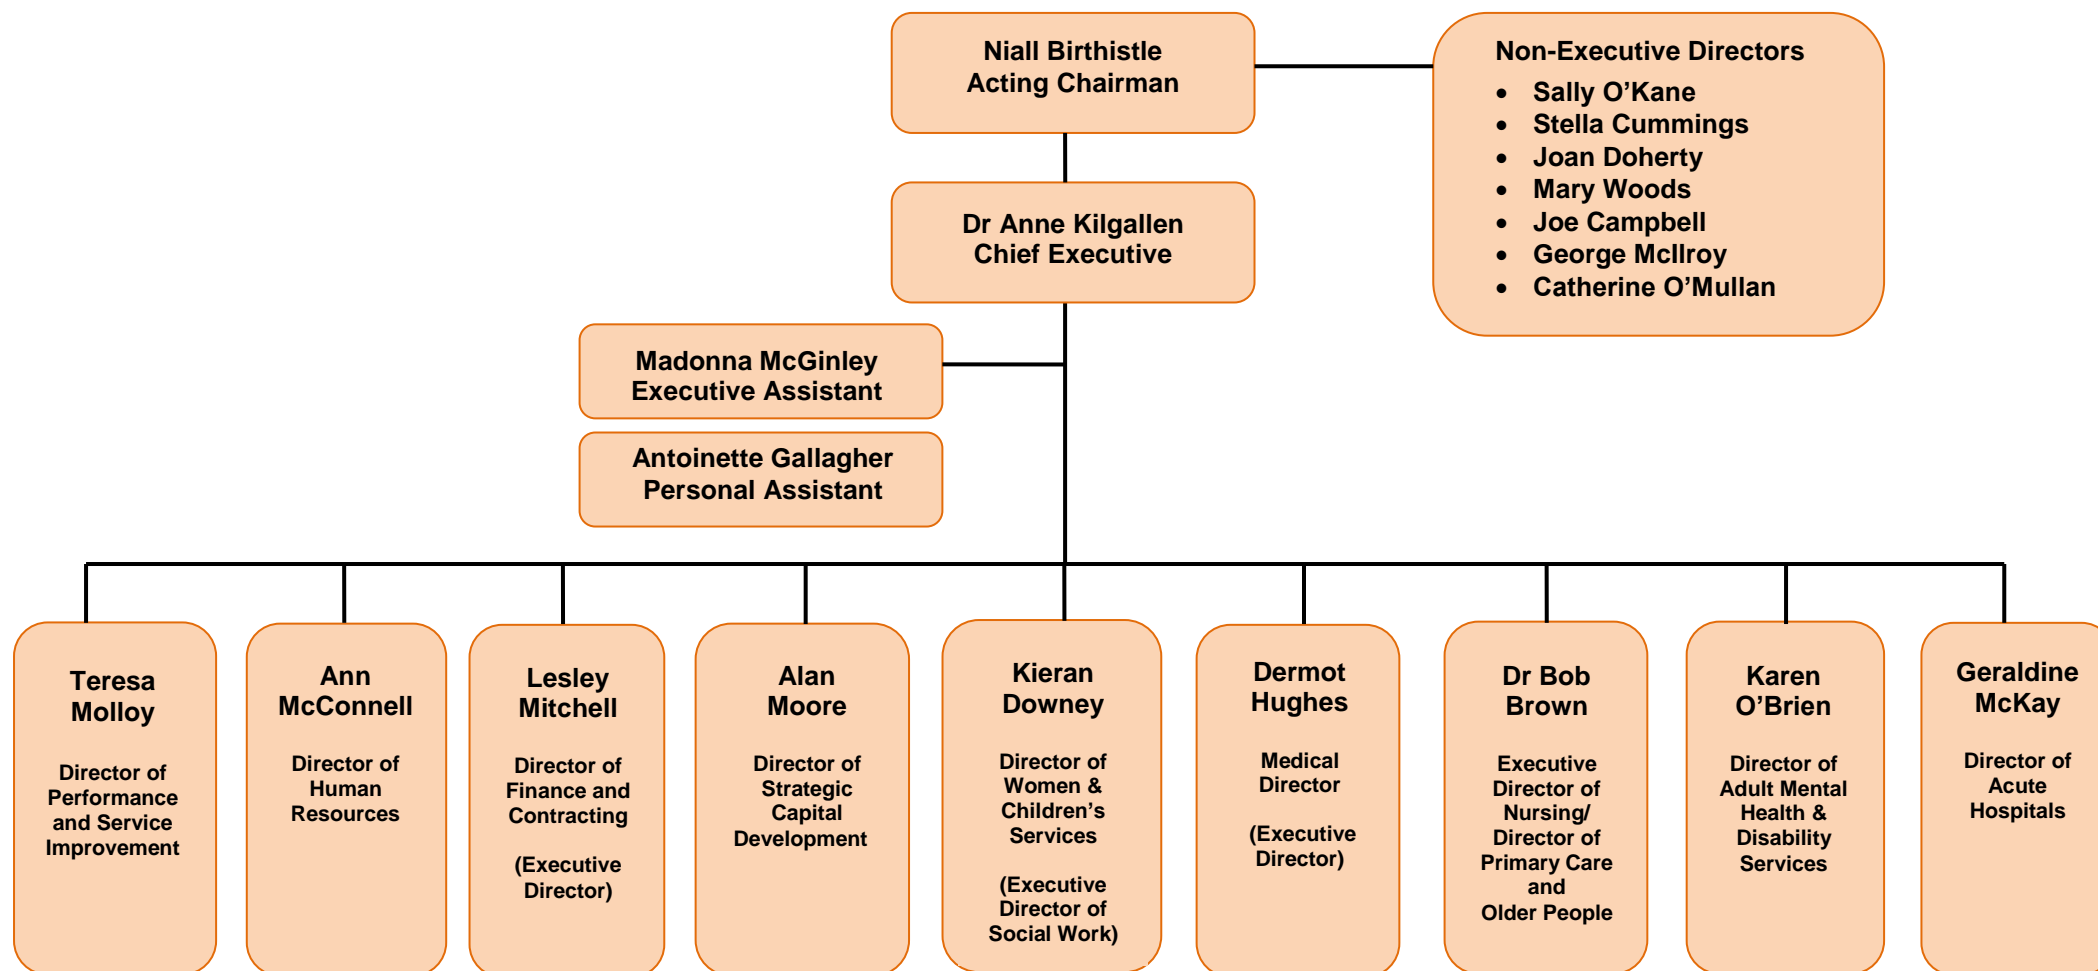 Niall Birthistle
Acting Chairman
Non-Executive Directors
• Sally O’Kane
• Stella Cummings
• Joan Doherty
• Mary Woods
• Joe Campbell
• George McIlroy
• Catherine O’Mullan
Dr Anne Kilgallen
Chief Executive
Madonna McGinley
Executive Assistant
Antoinette Gallagher
Personal Assistant
Teresa
Molloy
Director of
Performance
and Service
Improvement
Ann
McConnell
Director of
Human
Resources
Lesley
Mitchell
Director of
Finance and
Contracting
(Executive
Director)
Alan
Moore
Director of
Strategic
Capital
Development
Kieran
Downey
Director of
Women &
Children’s
Services
(Executive
Director of
Social Work)
Dermot
Hughes
Medical
Director
(Executive
Director)
Dr Bob
Brown
Executive
Director of
Nursing/
Director of
Primary Care
and
Older People
Karen
O’Brien
Director of
Adult Mental
Health &
Disability
Services
Geraldine
McKay
Director of
Acute
Hospitals